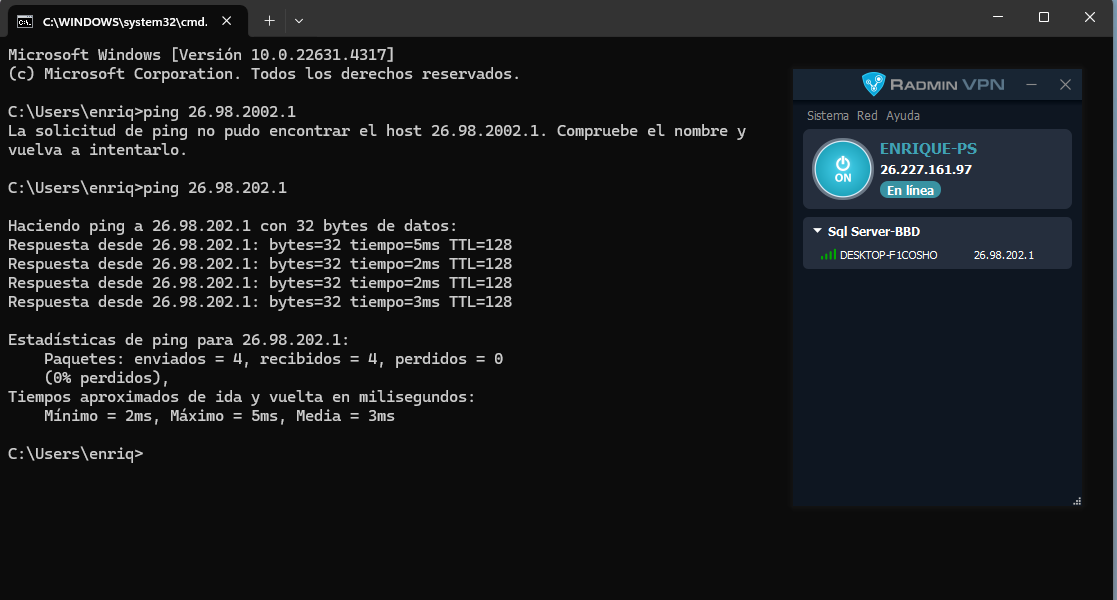 C:\WINDOWS\system32\cmd.
Microsoft Windows [Versión 10.0.22631.4317]
(c) Microsoft Corporation. Todos los derechos reservados.
C:\Users\enriq>ping 26.98.2002.1
La solicitud de ping no pudo encontrar el host 26.98.2002.1. Compruebe el nombre y
vuelva a intentarlo.
C:\Users\enriq>ping 26.98.202.1
Haciendo ping a 26.98.202.1 con 32 bytes de datos:
Respuesta desde 26.98.202.1: bytes=32 tiempo=5ms TTL=128
Respuesta desde 26.98.202.1: bytes=32 tiempo=2ms TTL=128
Respuesta desde 26.98.202.1: bytes=32 tiempo=2ms TTL=128
Respuesta desde 26.98.202.1: bytes=32 tiempo=3ms TTL=128
Estadísticas de ping para 26.98.202.1:
Paquetes: enviados = 4, recibidos = 4, perdidos = 0
(0% perdidos),
Tiempos aproximados de ida y vuelta en milisegundos:
Mínimo = 2ms, Máximo = 5ms, Media = 3ms
C:\Users\enriq>
RADMIN VPN
Sistema Red Ayuda
ON
ENRIQUE-PS
26.227.161.97
En línea
Sql Server-BBD
DESKTOP-F1COSHO 26.98.202.1